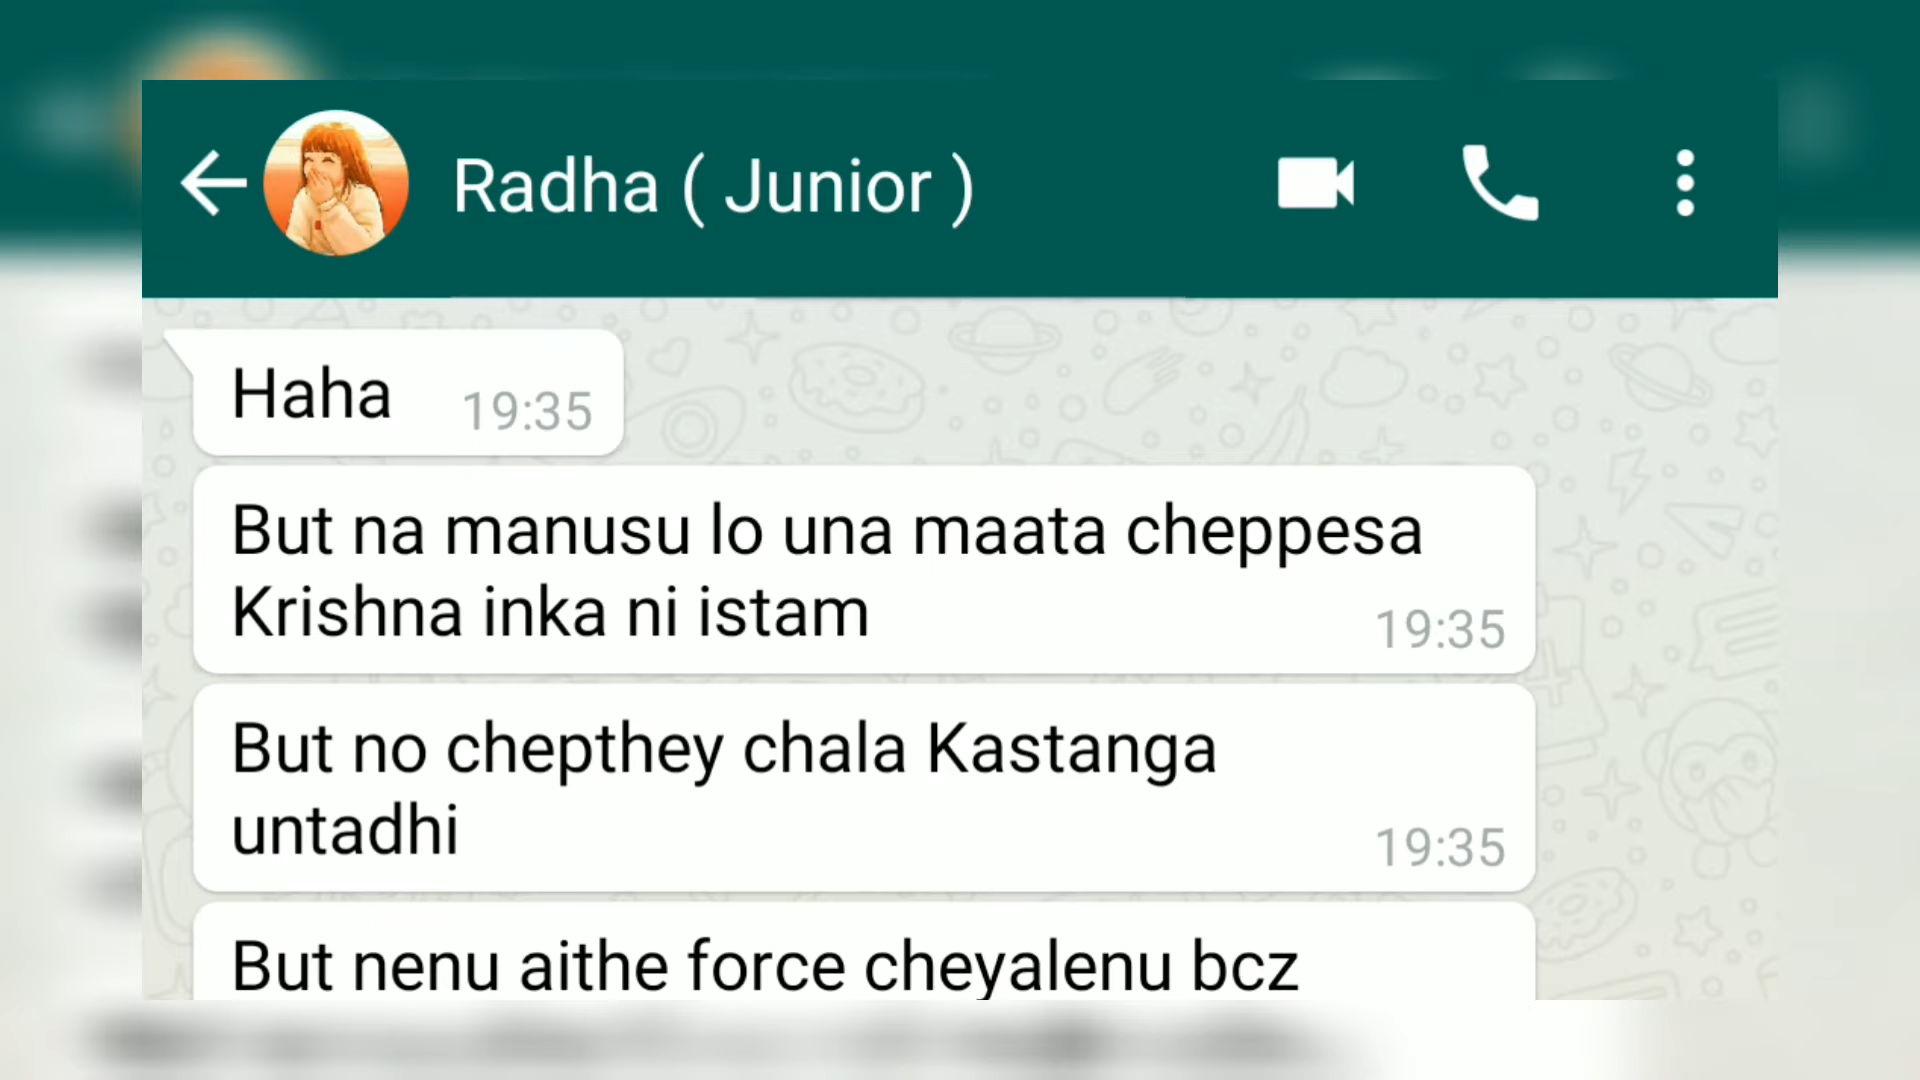 Radha ( Junior )
Haha 19:35
But na manusu lo una maata cheppesa
Krishna inka ni istam 19:35
But no chepthey chala Kastanga
untadhi 19:35
But nenu aithe force cheyalenu bcz